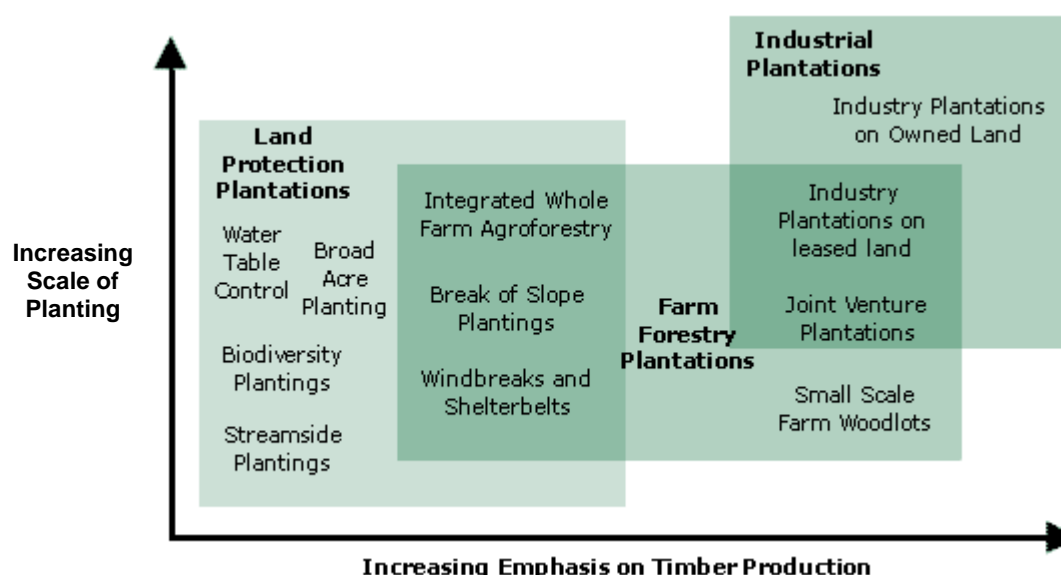 Industrial
Plantations
Industry Plantations
on Owned Land
Land
Protection
Plantations
Integrated Whole
Farm Agroforestry
Industry
Plantations on
leased land
Water
Table
Control
Broad
Acre
Planting
Increasing
Scale of
Planting
Break of Slope
Plantings
Farm
Forestry
Plantations
Joint Venture
Plantations
Biodiversity
Plantings
Windbreaks and
Shelterbelts
Small Scale
Farm Woodlots
Streamside
Plantings
Increasing Emphasis on Timber Production